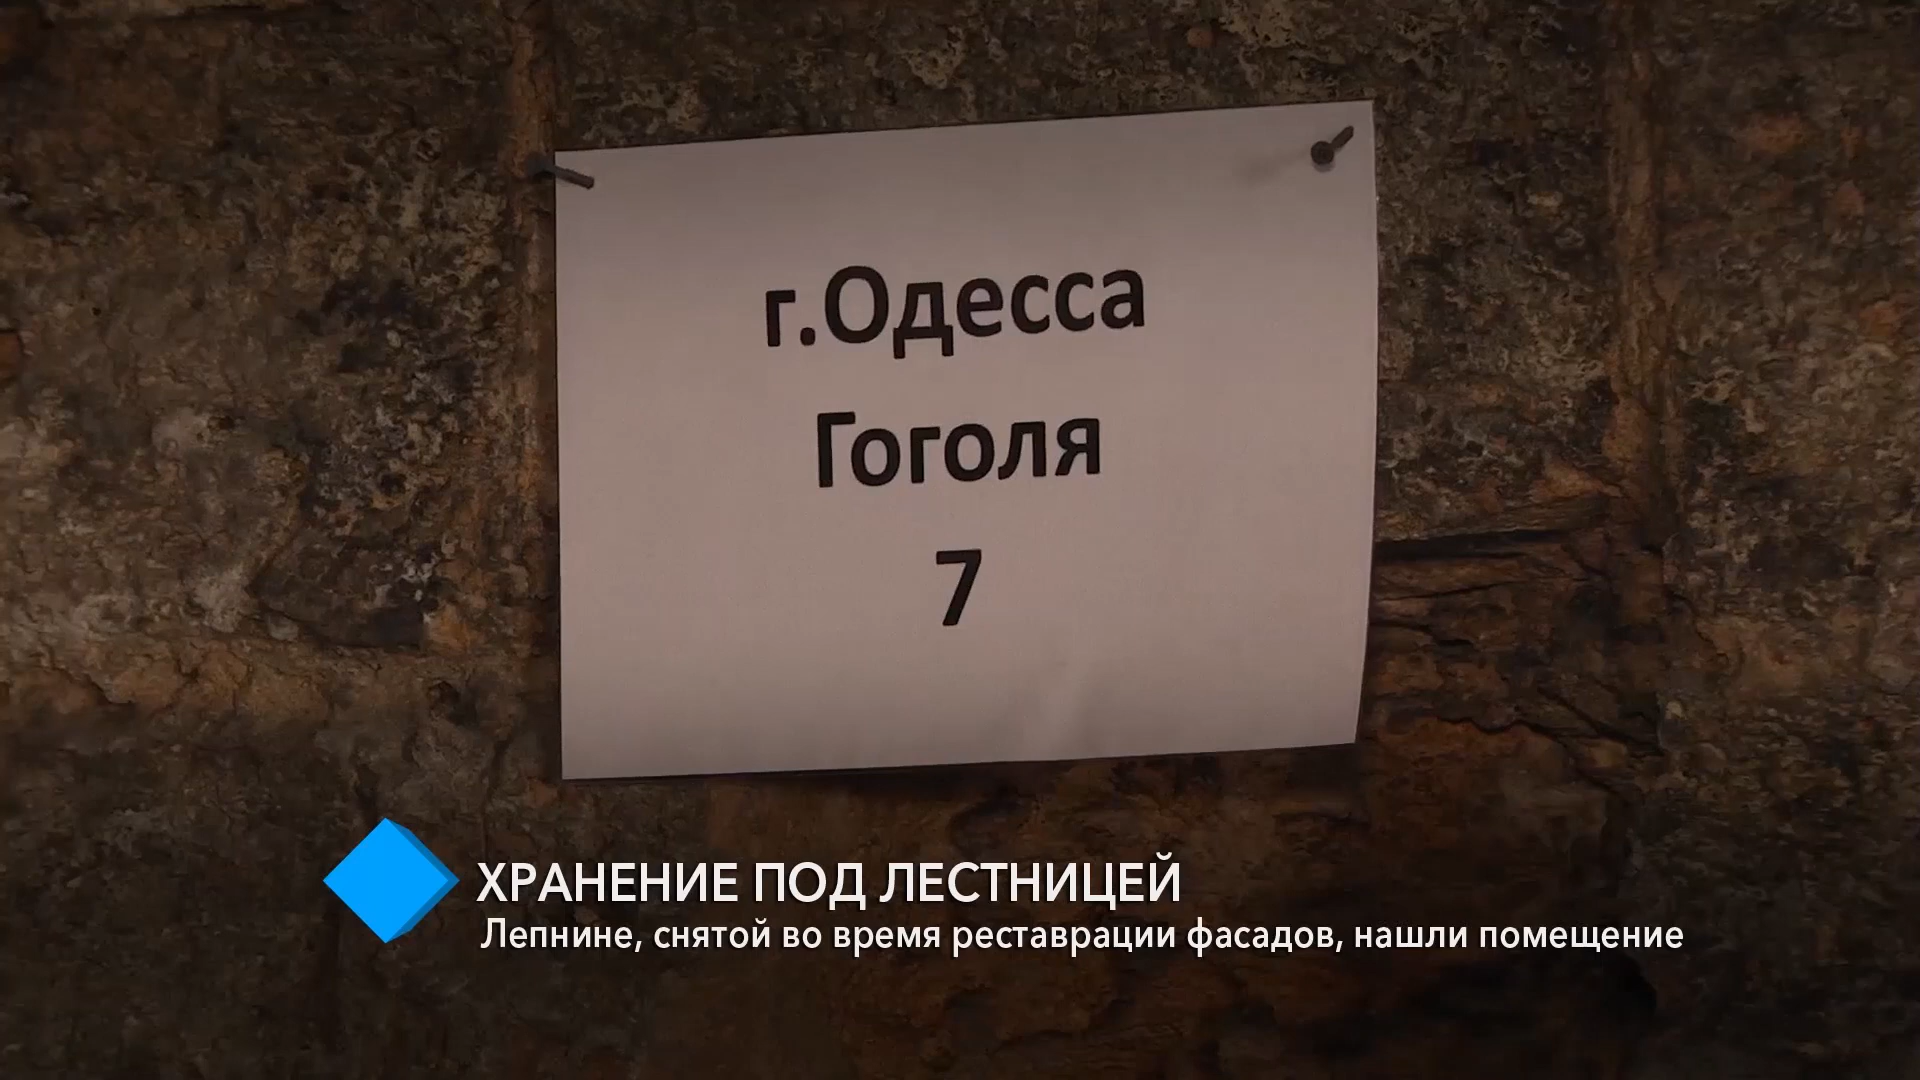 г.Одесса
Гоголя
7
ХРАНЕНИЕ ПОД ЛЕСТНИЦЕЙ
Лепнине, снятой во время реставрации фасадов, нашли помещение